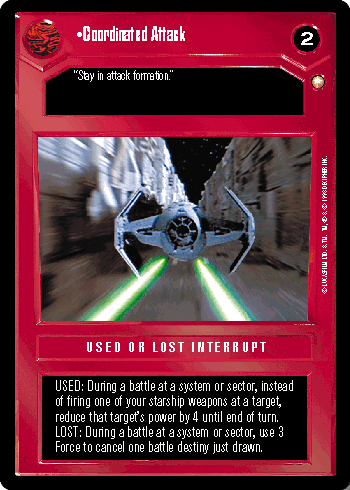 •Coordinated Attack
2
"Stay in attack formation."
USED OR LOST INTERRUPT
USED: During a battle at a system or sector, instead
of firing one of your starship weapons at a target,
reduce that target's power by 4 until end of turn.
LOST: During a battle at a system or sector, use 3
Force to cancel one battle destiny just drawn.